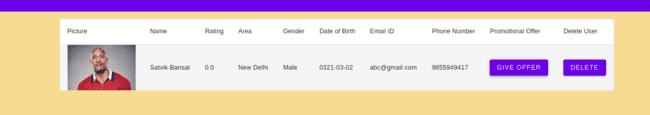 Picture Name Rating Area Gender Date of Birth Email ID Phone Number Promotional Offer Delete User
Satvik Bansal 0.0 New Delhi Male 0321-03-02 abc@gmail.com 9855949417 GIVE OFFER DELETE